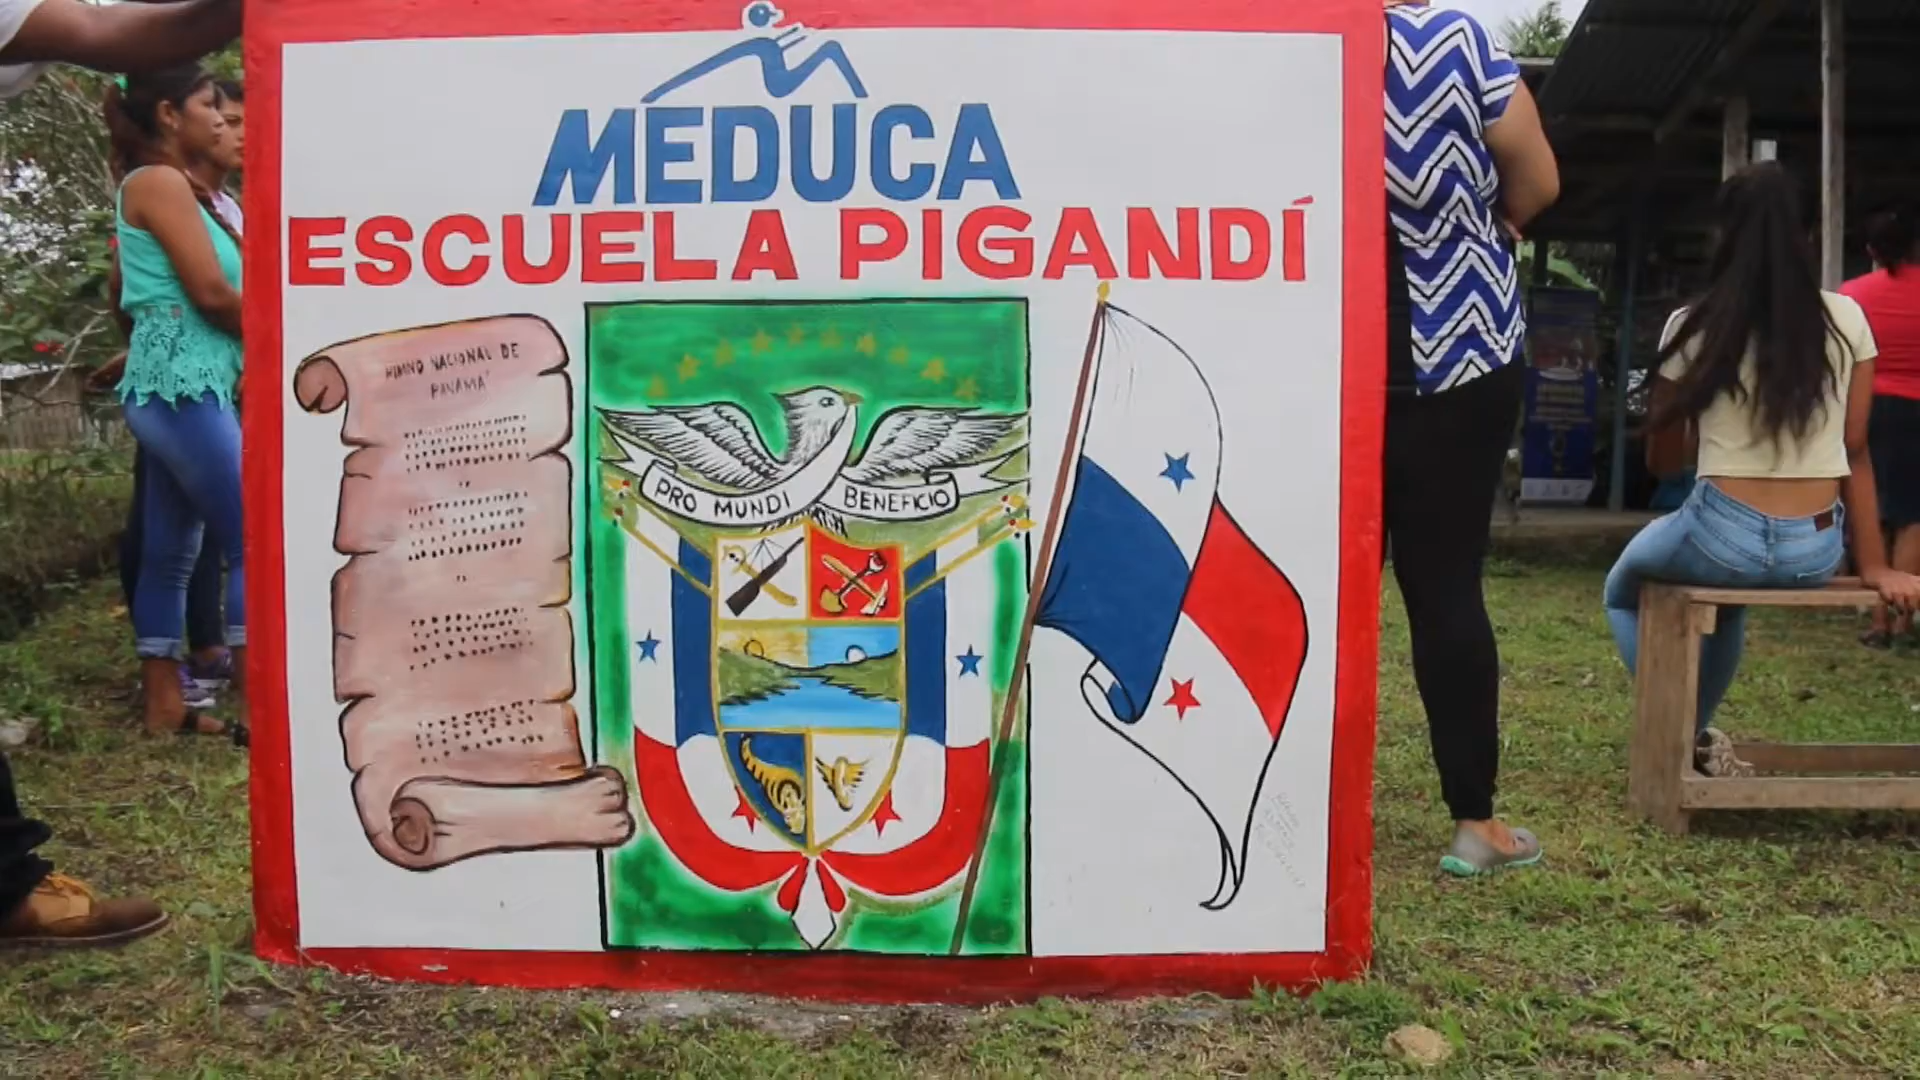 MEDUCA
ESCUELA PIGANDÍ
HIMNO NACIONAL DE
PANAMÁ
PRO MUNDI BENEFICIO